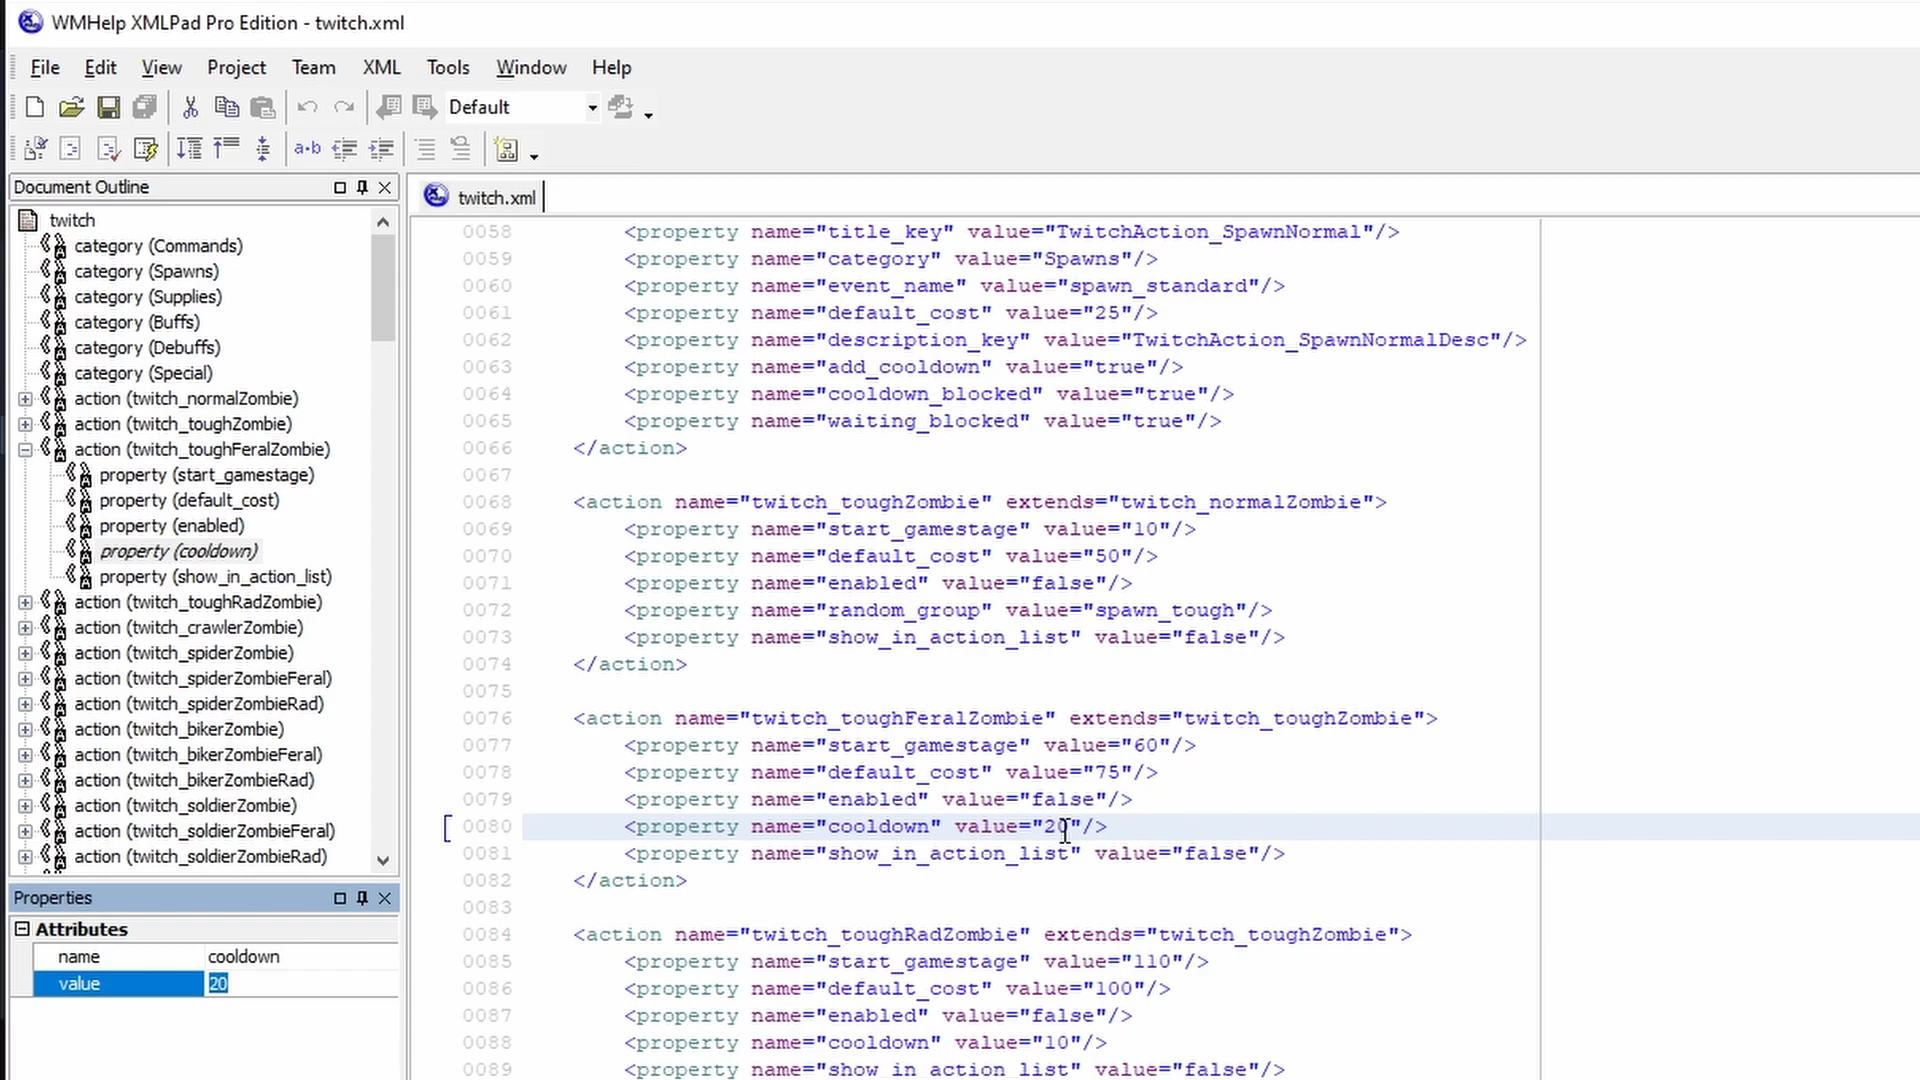 WMHelp XMLPad Pro Edition - twitch.xml
File Edit View Project Team XML Tools Window Help
Default
a·b
Document Outline
twitch
category (Commands)
category (Spawns)
category (Supplies)
category (Buffs)
category (Debuffs)
category (Special)
action (twitch_normalZombie)
action (twitch_toughZombie)
action (twitch_toughFeralZombie)
property (start_gamestage)
property (default_cost)
property (enabled)
property (cooldown)
property (show_in_action_list)
action (twitch_toughRadZombie)
action (twitch_crawlerZombie)
action (twitch_spiderZombie)
action (twitch_spiderZombieFeral)
action (twitch_spiderZombieRad)
action (twitch_bikerZombie)
action (twitch_bikerZombieFeral)
action (twitch_bikerZombieRad)
action (twitch_soldierZombie)
action (twitch_soldierZombieFeral)
action (twitch_soldierZombieRad)
Properties
Attributes
name cooldown
value 20
twitch.xml
0058 <property name="title_key" value="TwitchAction_SpawnNormal"/>
0059 <property name="category" value="Spawns"/>
0060 <property name="event_name" value="spawn_standard"/>
0061 <property name="default_cost" value="25"/>
0062 <property name="description_key" value="TwitchAction_SpawnNormalDesc"/>
0063 <property name="add_cooldown" value="true"/>
0064 <property name="cooldown_blocked" value="true"/>
0065 <property name="waiting_blocked" value="true"/>
0066 </action>
0067
0068 <action name="twitch_toughZombie" extends="twitch_normalZombie">
0069 <property name="start_gamestage" value="10"/>
0070 <property name="default_cost" value="50"/>
0071 <property name="enabled" value="false"/>
0072 <property name="random_group" value="spawn_tough"/>
0073 <property name="show_in_action_list" value="false"/>
0074 </action>
0075
0076 <action name="twitch_toughFeralZombie" extends="twitch_toughZombie">
0077 <property name="start_gamestage" value="60"/>
0078 <property name="default_cost" value="75"/>
0079 <property name="enabled" value="false"/>
0080 <property name="cooldown" value="20"/>
0081 <property name="show_in_action_list" value="false"/>
0082 </action>
0083
0084 <action name="twitch_toughRadZombie" extends="twitch_toughZombie">
0085 <property name="start_gamestage" value="110"/>
0086 <property name="default_cost" value="100"/>
0087 <property name="enabled" value="false"/>
0088 <property name="cooldown" value="10"/>
0089 <property name="show_in_action_list" value="false"/>